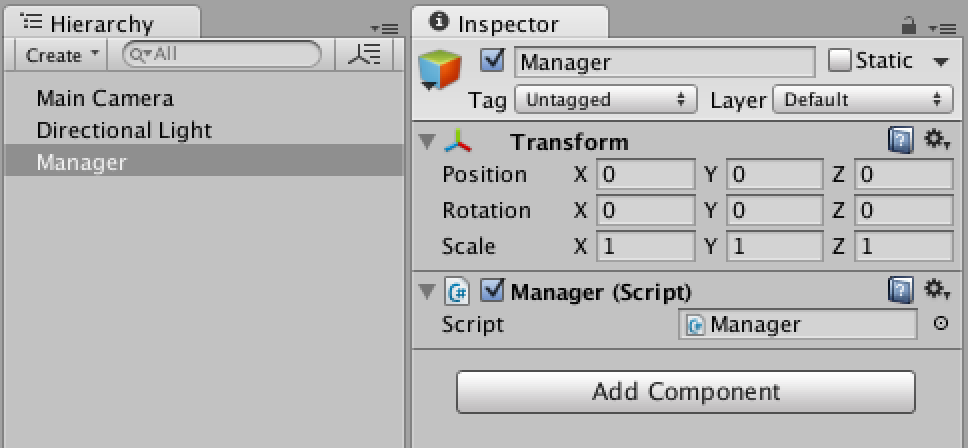 Hierarchy
Create All
Main Camera
Directional Light
Manager
Inspector
Manager Static
Tag Untagged Layer Default
Transform
Position X 0 Y 0 Z 0
Rotation X 0 Y 0 Z 0
Scale X 1 Y 1 Z 1
C# Manager (Script)
Script Manager
Add Component